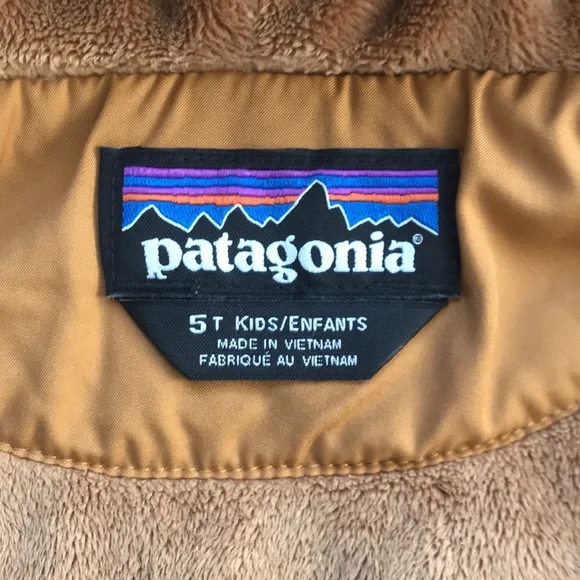 patagonia®
5T KIDS/ENFANTS
MADE IN VIETNAM
FABRIQUÉ AU VIETNAM